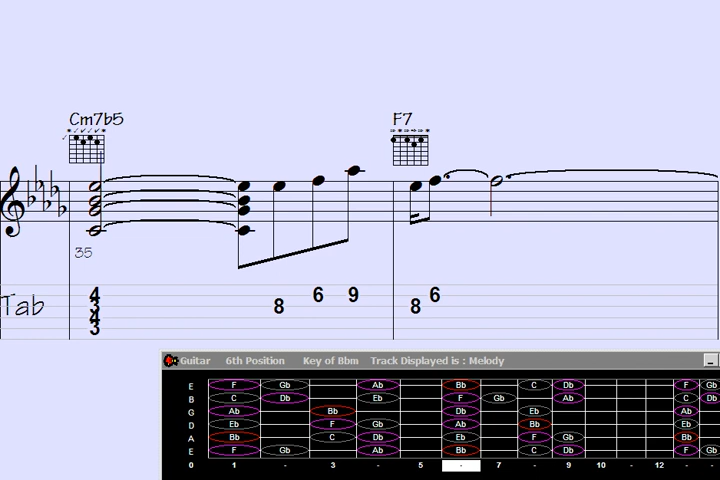 Cm7b5 F7
35
4 6 9 6
3 8 8
4
3
Tab
Guitar 6th Position Key of Bbm Track Displayed is : Melody
E F Gb Ab Bb C Db F Gb
B C Db Eb F Gb Ab C Db
G Ab Bb Db Eb Ab
D Eb F Gb Ab Bb Eb
A Bb C Db Eb F Gb Bb
E F Gb Ab Bb C Db F Gb
0 1 - 3 - 5 - 7 - 9 10 - 12 - -